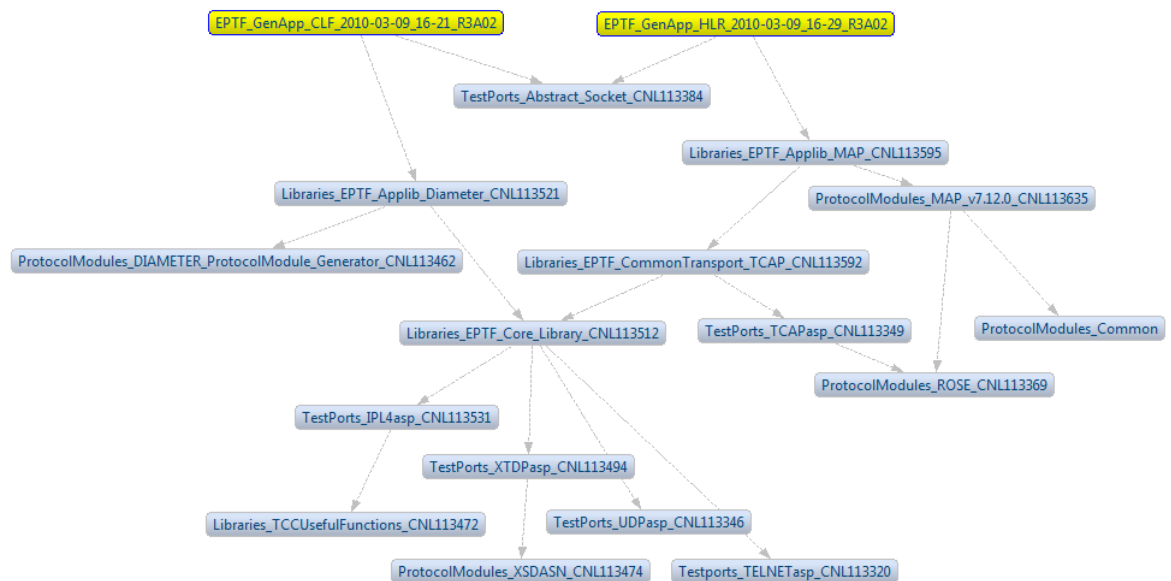 EPTF_GenApp_CLF_2010-03-09_16-21_R3A02
EPTF_GenApp_HLR_2010-03-09_16-29_R3A02
TestPorts_Abstract_Socket_CNL113384
Libraries_EPTF_Applib_MAP_CNL113595
Libraries_EPTF_Applib_Diameter_CNL113521
ProtocolModules_MAP_v7.12.0_CNL113635
ProtocolModules_DIAMETER_ProtocolModule_Generator_CNL113462
Libraries_EPTF_CommonTransport_TCAP_CNL113592
Libraries_EPTF_Core_Library_CNL113512
TestPorts_TCAPasp_CNL113349
ProtocolModules_Common
ProtocolModules_ROSE_CNL113369
TestPorts_IPL4asp_CNL113531
TestPorts_XTDPasp_CNL113494
Libraries_TCCUsefulFunctions_CNL113472
TestPorts_UDPasp_CNL113346
ProtocolModules_XSDASN_CNL113474
Testports_TELNETasp_CNL113320